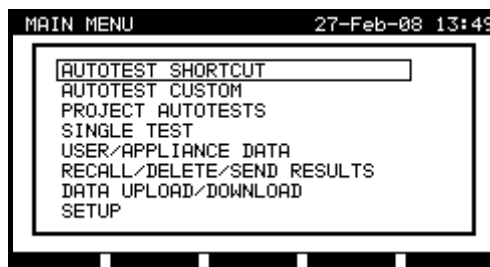 MAIN MENU 27-Feb-08 13:49
AUTOTEST SHORTCUT
AUTOTEST CUSTOM
PROJECT AUTOTESTS
SINGLE TEST
USER/APPLIANCE DATA
RECALL/DELETE/SEND RESULTS
DATA UPLOAD/DOWNLOAD
SETUP